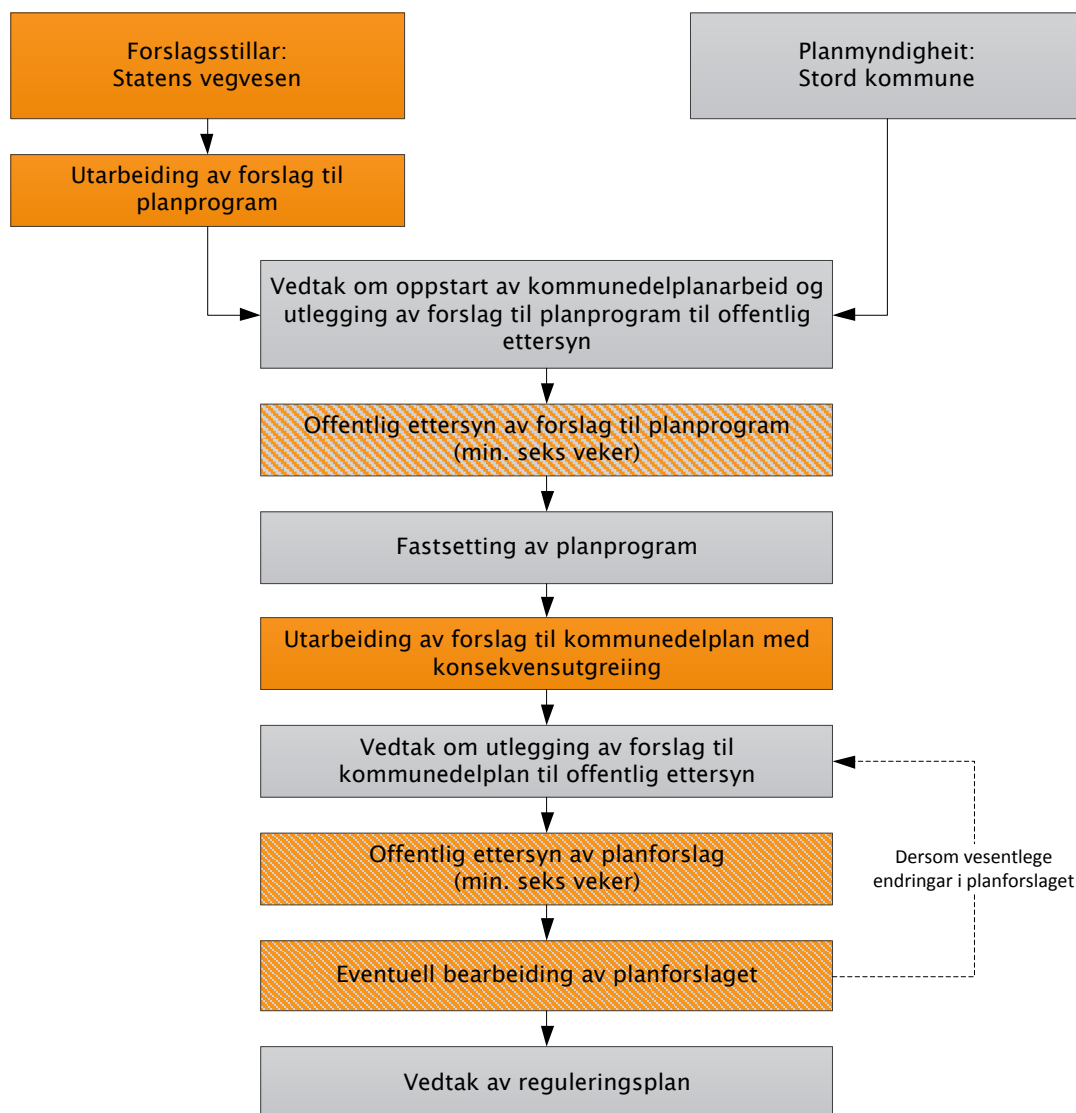 Forslagsstillar:
Statens vegvesen
Planmyndigheit:
Stord kommune
Utarbeiding av forslag til
planprogram
Vedtak om oppstart av kommunedelplanarbeid og
utlegging av forslag til planprogram til offentlig
ettersyn
Offentlig ettersyn av forslag til planprogram
(min. seks veker)
Fastsetting av planprogram
Utarbeiding av forslag til kommunedelplan med
konsekvensutgreiing
Vedtak om utlegging av forslag til
kommunedelplan til offentlig ettersyn
Offentlig ettersyn av planforslag
(min. seks veker)
Dersom vesentlege
endringar i planforslaget
Eventuell bearbeiding av planforslaget
Vedtak av reguleringsplan